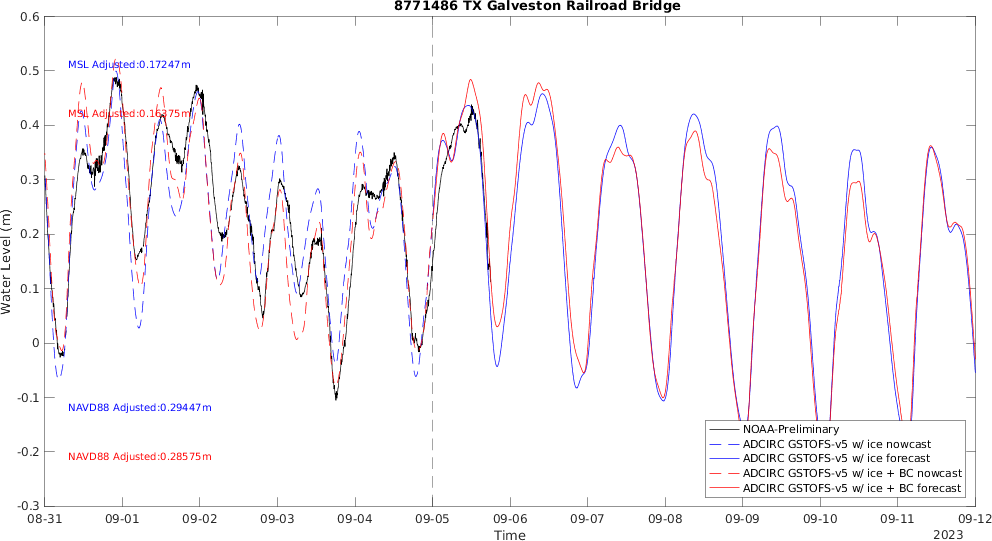 8771486 TX Galveston Railroad Bridge
Water Level (m)
0.6
0.5
0.4
0.3
0.2
0.1
0
-0.1
-0.2
-0.3
MSL Adjusted:0.17247m
MSL Adjusted:0.16375m
NAVD88 Adjusted:0.29447m
NAVD88 Adjusted:0.28575m
NOAA-Preliminary
ADCIRC GSTOFS-v5 w/ ice nowcast
ADCIRC GSTOFS-v5 w/ ice forecast
ADCIRC GSTOFS-v5 w/ ice + BC nowcast
ADCIRC GSTOFS-v5 w/ ice + BC forecast
08-31 09-01 09-02 09-03 09-04 09-05 09-06 09-07 09-08 09-09 09-10 09-11 09-12
Time
2023